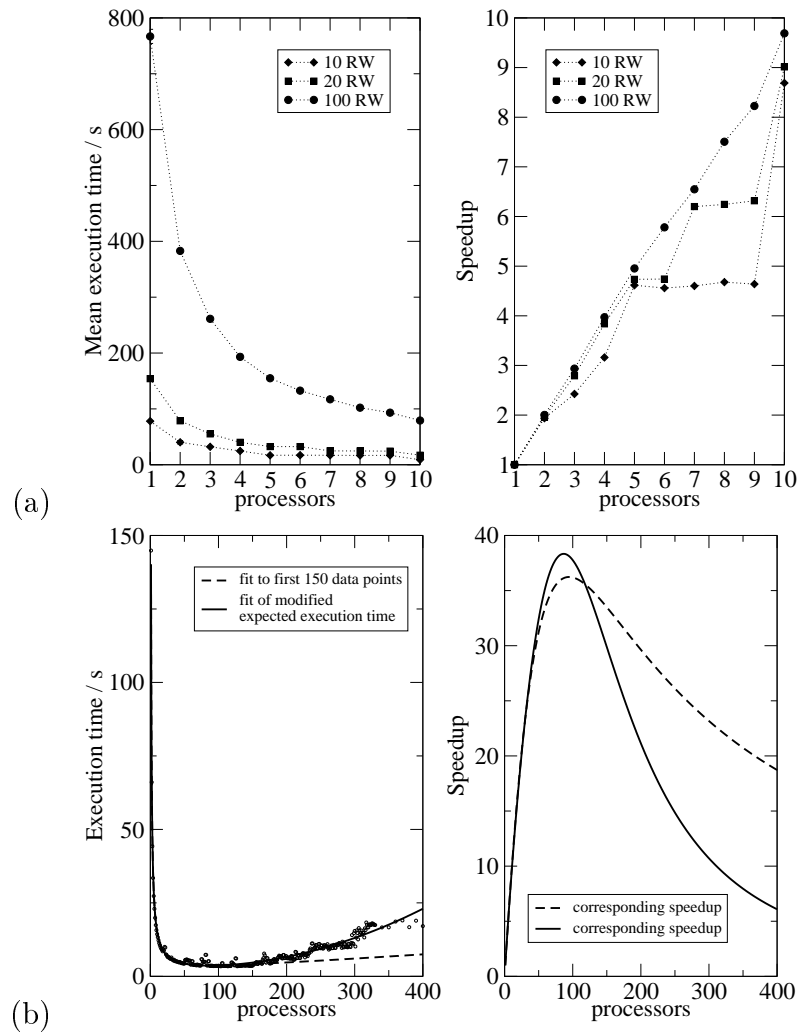 800
600
400
200
0
Mean execution time / s
10 RW
20 RW
100 RW
1 2 3 4 5 6 7 8 9 10
processors
10
9
8
7
6
5
4
3
2
1
Speedup
10 RW
20 RW
100 RW
1 2 3 4 5 6 7 8 9 10
processors
(a)
150
100
50
0
Execution time / s
fit to first 150 data points
fit of modified
expected execution time
0 100 200 300 400
processors
40
30
20
10
0
Speedup
corresponding speedup
corresponding speedup
0 100 200 300 400
processors
(b)